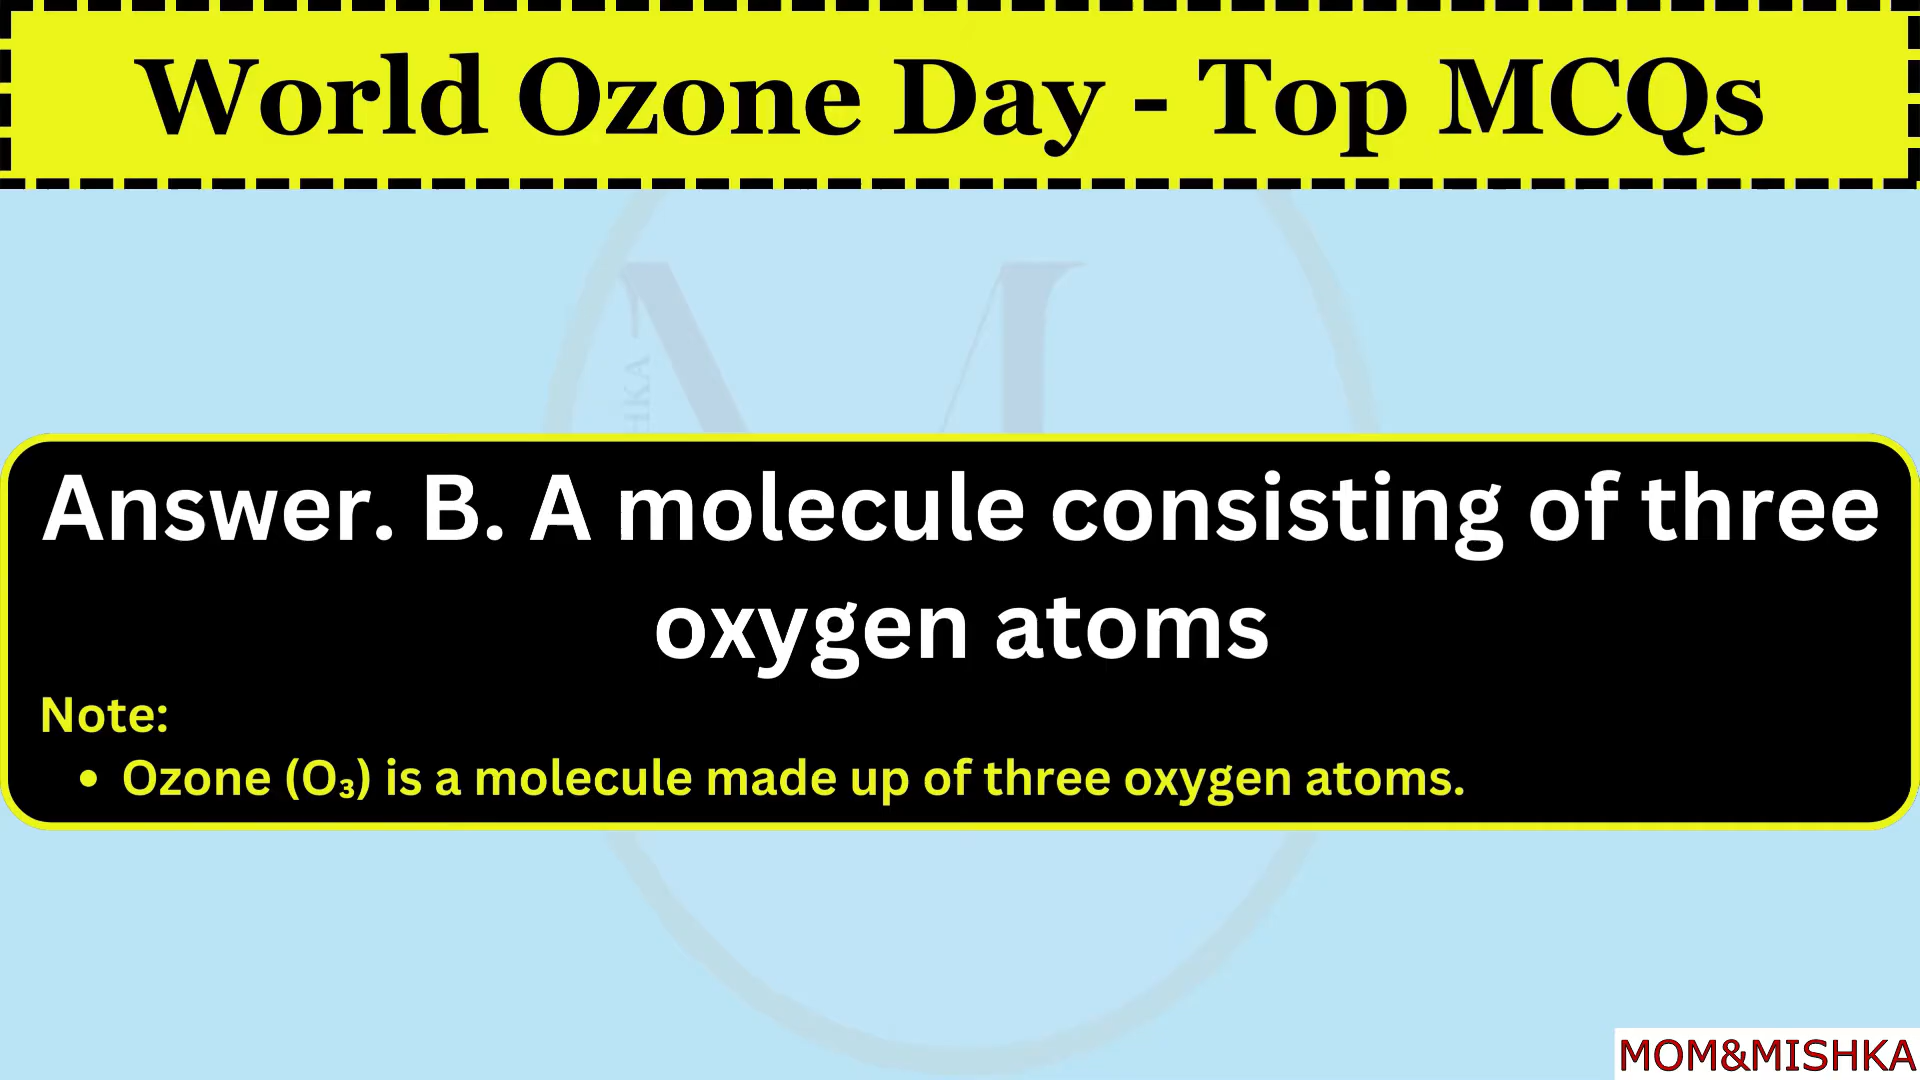 World Ozone Day - Top MCQs
Answer. B. A molecule consisting of three
oxygen atoms
Note:
• Ozone (O₃) is a molecule made up of three oxygen atoms.
MOM&MISHKA